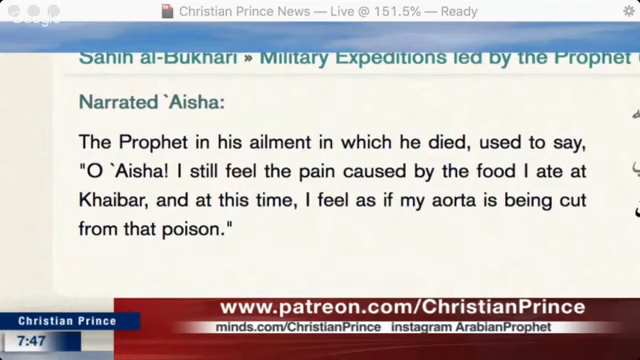 Christian Prince News — Live @ 151.5% — Ready
Google
Sahih al-Bukhari » Military Expeditions led by the Prophet
Narrated `Aisha:
The Prophet in his ailment in which he died, used to say,
"O `Aisha! I still feel the pain caused by the food I ate at
Khaibar, and at this time, I feel as if my aorta is being cut
from that poison."
www.patreon.com/ChristianPrince
Christian Prince
minds.com/ChristianPrince instagram ArabianProphet
7:47